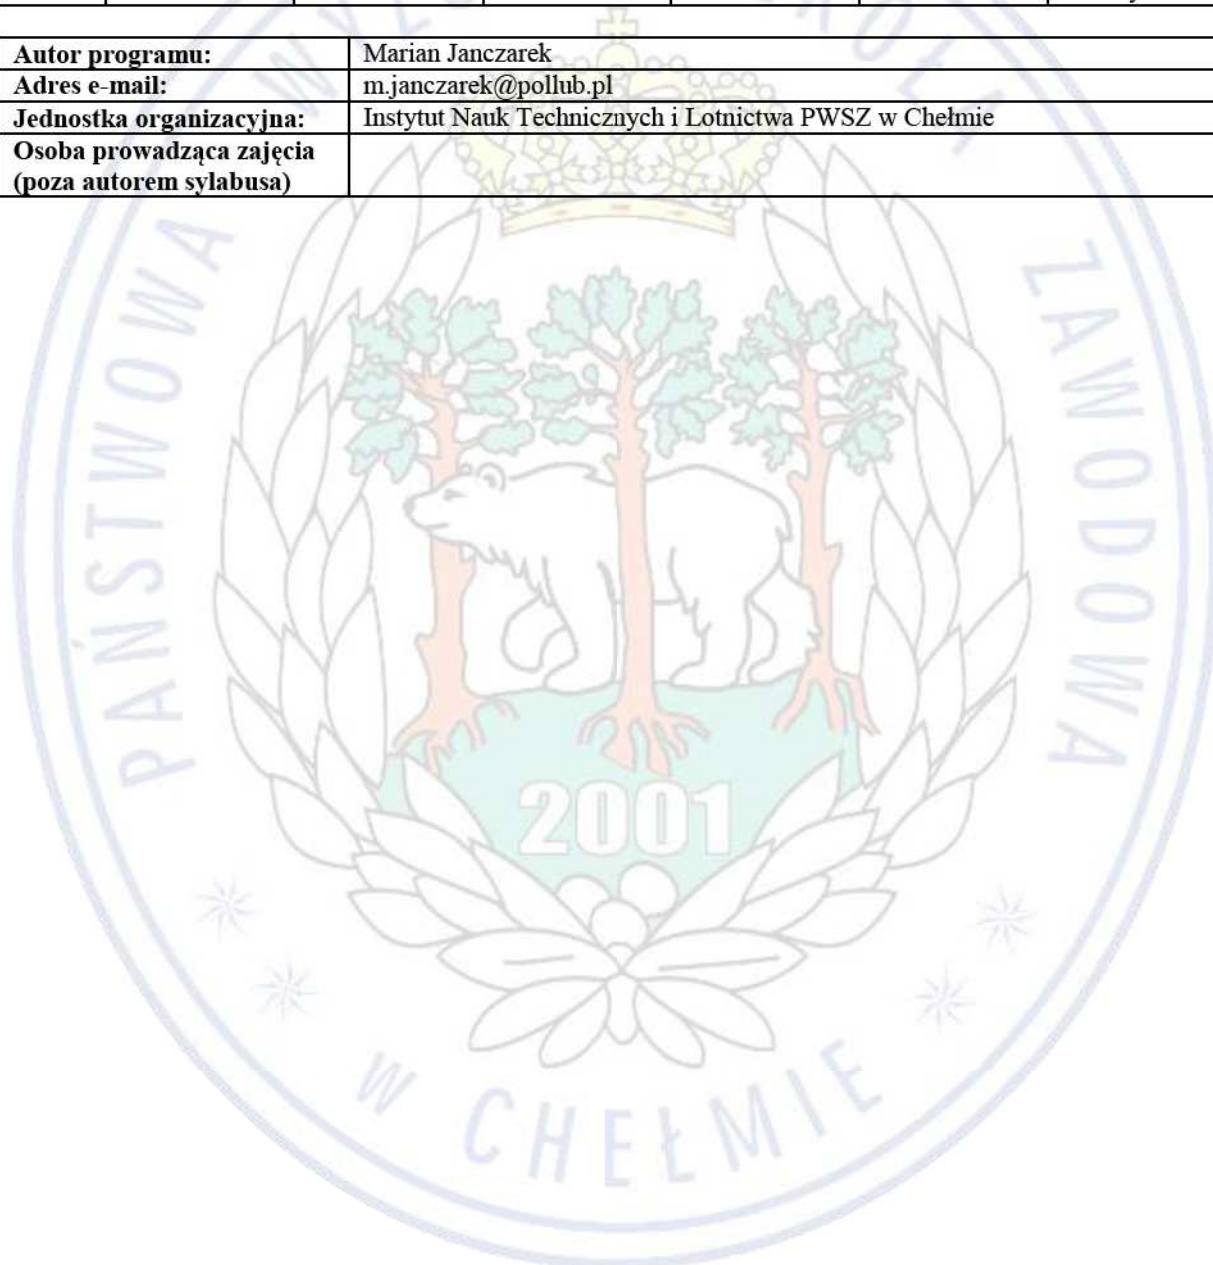 Autor programu: Marian Janczarek
Adres e-mail: m.janczarek@pollub.pl
Jednostka organizacyjna: Instytut Nauk Technicznych i Lotnictwa PWSZ w Chełmie
Osoba prowadząca zajęcia
(poza autorem sylabusa)
PAŃSTWOWA
ZAWODOWA
2001
W CHEŁMIE